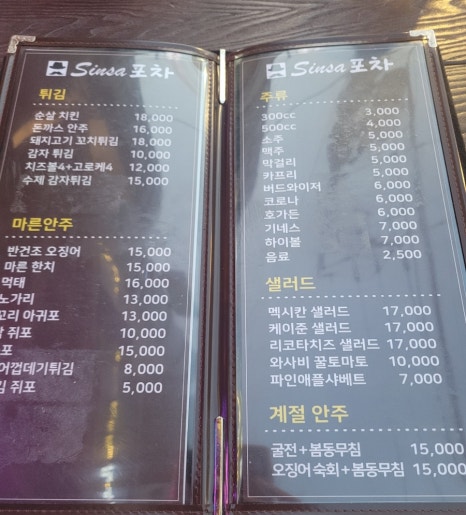 Sinsa포차
튀김
순살 치킨 18,000
돈까스 안주 16,000
돼지고기 꼬치튀김 18,000
감자 튀김 10,000
치즈볼4+고로케4 12,000
수제 감자튀김 15,000
마른안주
반건조 오징어 15,000
마른 한치 15,000
먹태 16,000
노가리 13,000
꼬리 아귀포 13,000
쥐포 10,000
포 15,000
어껍데기튀김 8,000
쥐포 5,000
Sinsa포차
주류
300cc 3,000
500cc 4,000
소주 5,000
맥주 5,000
막걸리 5,000
카프리 5,000
버드와이저 6,000
코로나 6,000
호가든 6,000
기네스 7,000
하이볼 7,000
음료 2,500
샐러드
멕시칸 샐러드 17,000
케이준 샐러드 17,000
리코타치즈 샐러드 17,000
와사비 꿀토마토 10,000
파인애플샤베트 7,000
계절 안주
굴전+봄동무침 15,000
오징어 숙회+봄동무침 15,000